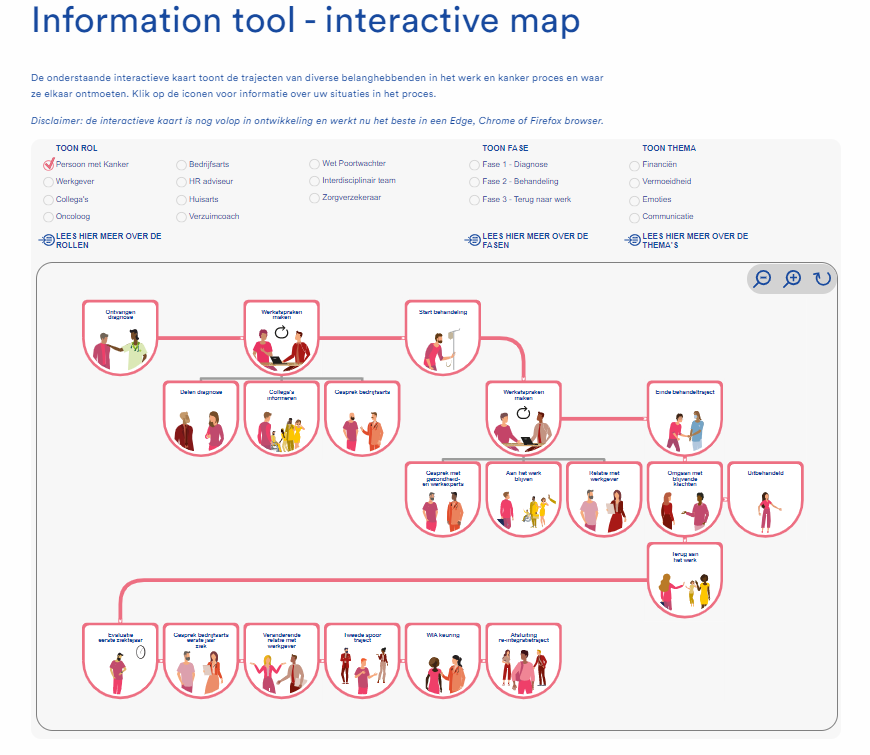 Information tool - interactive map
De onderstaande interactieve kaart toont de trajecten van diverse belanghebbenden in het werk en kanker proces en waar
ze elkaar ontmoeten. Klik op de iconen voor informatie over uw situaties in het proces.
Disclaimer: de interactieve kaart is nog volop in ontwikkeling en werkt nu het beste in een Edge, Chrome of Firefox browser.
TOON ROL
Persoon met Kanker
Werkgever
Collega's
Oncoloog
Bedrijfsarts
HR adviseur
Huisarts
Verzuimcoach
Wet Poortwachter
Interdisciplinair team
Zorgverzekeraar
LEES HIER MEER OVER DE
ROLLEN
TOON FASE
Fase 1 - Diagnose
Fase 2 - Behandeling
Fase 3 - Terug naar werk
LEES HIER MEER OVER DE
FASEN
TOON THEMA
Financiën
Vermoeidheid
Emoties
Communicatie
LEES HIER MEER OVER DE
THEMA'S
Ontvangen
diagnose
Werkafspraken
maken
Start behandeling
Delen diagnose
Collega's
informeren
Gesprek bedrijfsarts
Werkafspraken
maken
Einde behandeltraject
Gesprek met
gezondheid-
en werkexperts
Aan het werk
blijven
Relatie met
werkgever
Omgaan met
blijvende
klachten
Uitbehandeld
Terug aan
het werk
Evaluatie
eerste ziektejaar
Gesprek bedrijfsarts
eerste jaar
ziek
Veranderende
relatie met
werkgever
Tweede spoor
traject
WIA keuring
Afsluiting
re-integratietraject